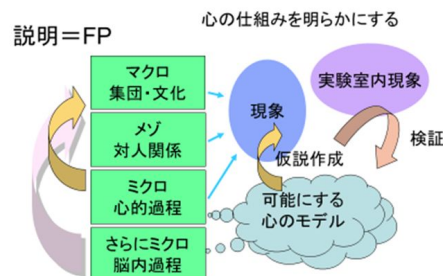 心の仕組みを明らかにする
説明＝FP
マクロ
集団・文化
メゾ
対人関係
ミクロ
心的過程
さらにミクロ
脳内過程
現象
実験室内現象
仮説作成
検証
可能にする
心のモデル